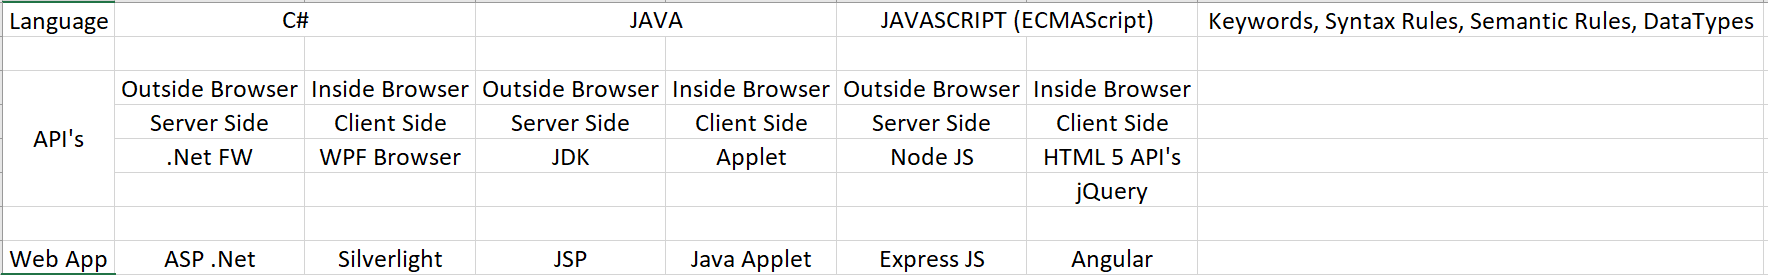 Language C# JAVA JAVASCRIPT (ECMAScript) Keywords, Syntax Rules, Semantic Rules, DataTypes
Outside Browser Inside Browser Outside Browser Inside Browser Outside Browser Inside Browser
Server Side Client Side Server Side Client Side Server Side Client Side
API's
.Net FW WPF Browser JDK Applet Node JS HTML 5 API's
jQuery
Web App ASP .Net Silverlight JSP Java Applet Express JS Angular